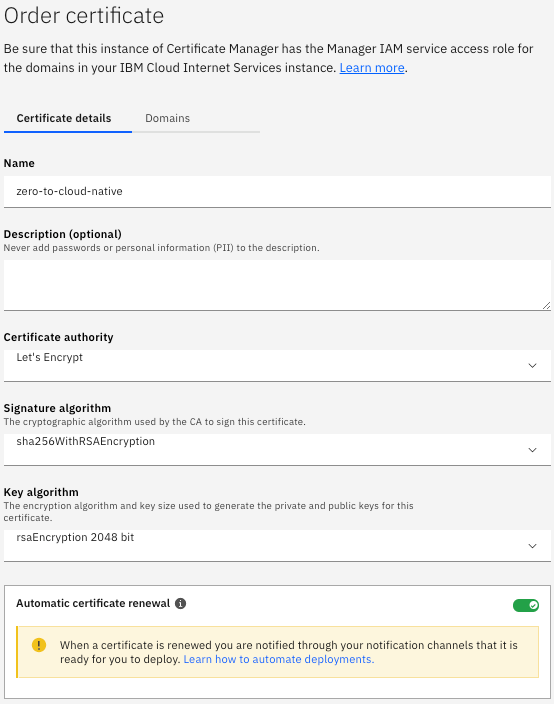 Order certificate
Be sure that this instance of Certificate Manager has the Manager IAM service access role for
the domains in your IBM Cloud Internet Services instance. Learn more.
Certificate details
Domains
Name
zero-to-cloud-native
Description (optional)
Never add passwords or personal information (PII) to the description.
Certificate authority
Let's Encrypt
Signature algorithm
The cryptographic algorithm used by the CA to sign this certificate.
sha256WithRSAEncryption
Key algorithm
The encryption algorithm and key size used to generate the private and public keys for this
certificate.
rsaEncryption 2048 bit
Automatic certificate renewal
When a certificate is renewed you are notified through your notification channels that it is
ready for you to deploy. Learn how to automate deployments.